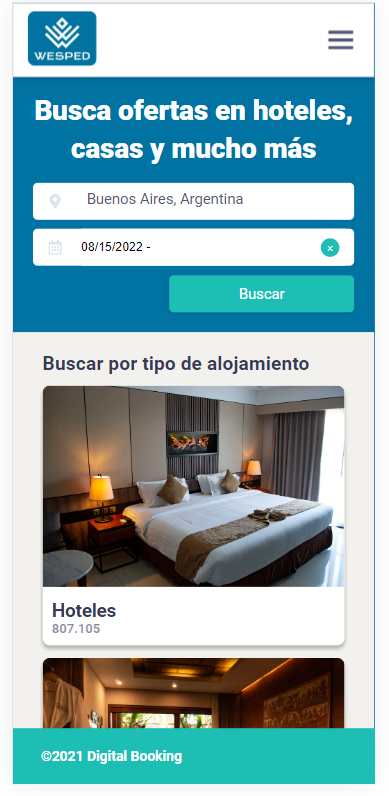 WESPED
Busca ofertas en hoteles,
casas y mucho más
Buenos Aires, Argentina
08/15/2022 -
×
Buscar
Buscar por tipo de alojamiento
Hoteles
807.105
©2021 Digital Booking